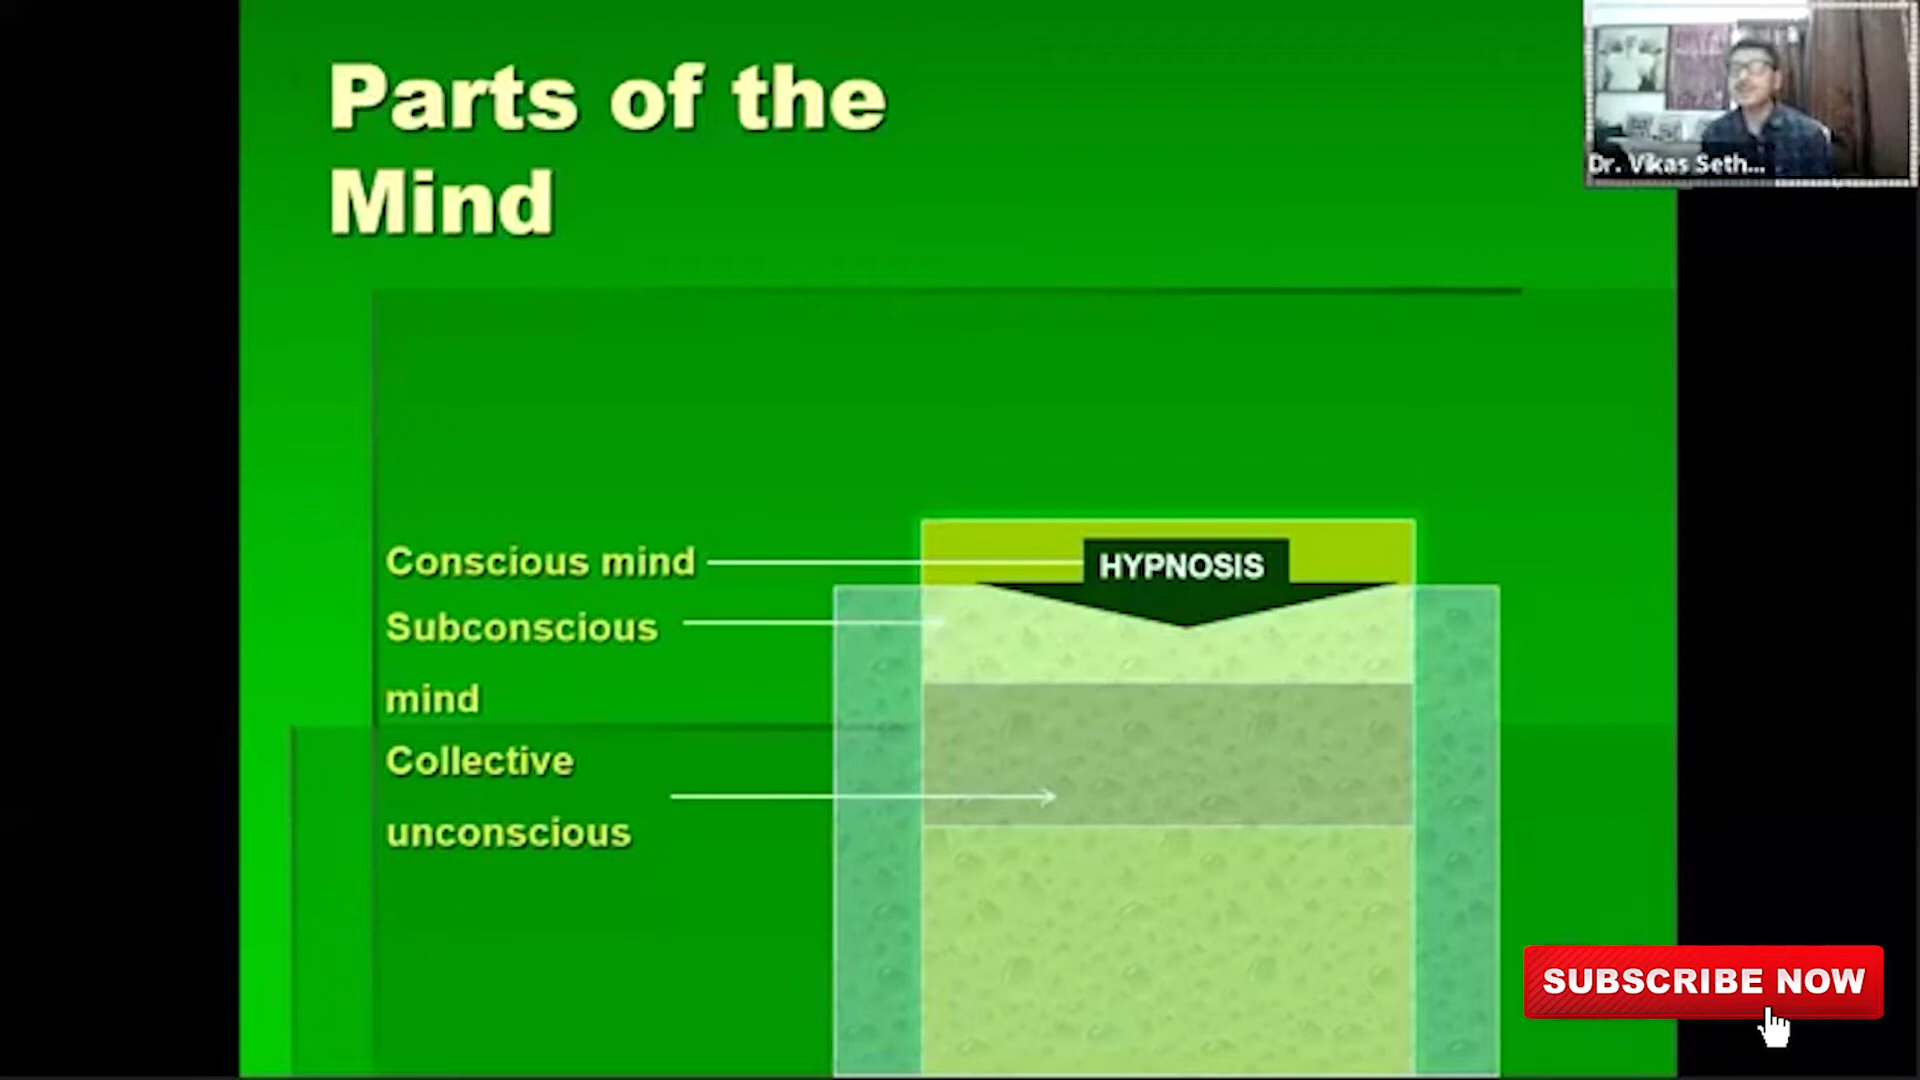 Parts of the
Mind
Dr. Vikas Seth...
Conscious mind
HYPNOSIS
Subconscious
mind
Collective
unconscious
SUBSCRIBE NOW